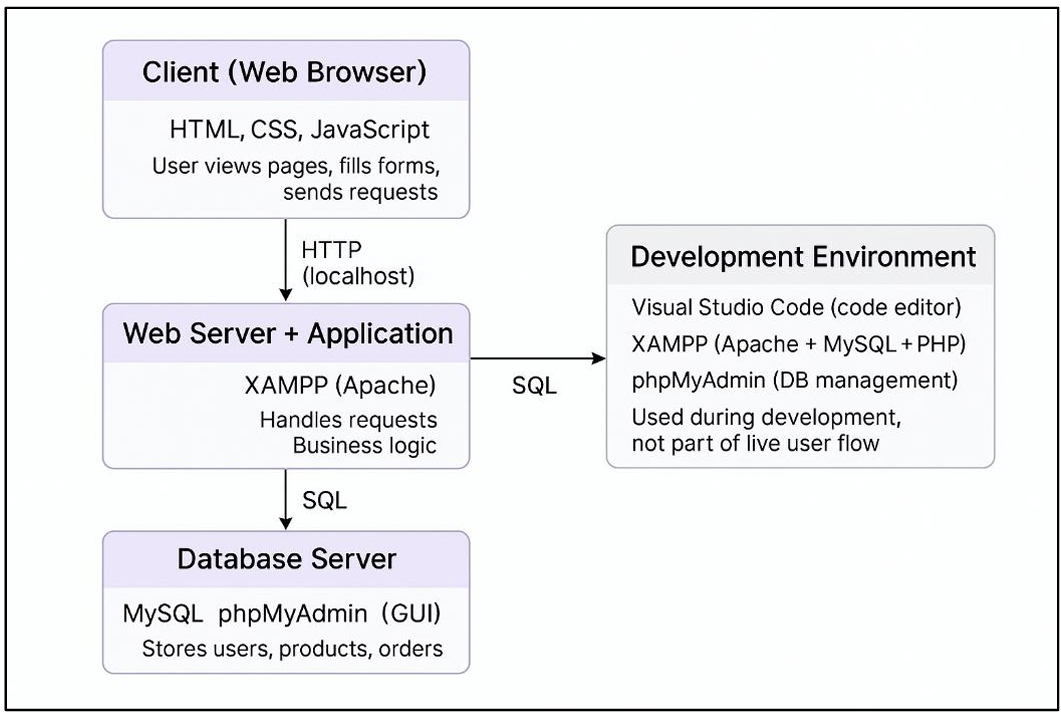 Client (Web Browser)
HTML, CSS, JavaScript
User views pages, fills forms,
sends requests
HTTP
(localhost)
Web Server + Application
XAMPP (Apache)
Handles requests
Business logic
SQL
Database Server
MySQL phpMyAdmin (GUI)
Stores users, products, orders
SQL
Development Environment
Visual Studio Code (code editor)
XAMPP (Apache + MySQL + PHP)
phpMyAdmin (DB management)
Used during development,
not part of live user flow